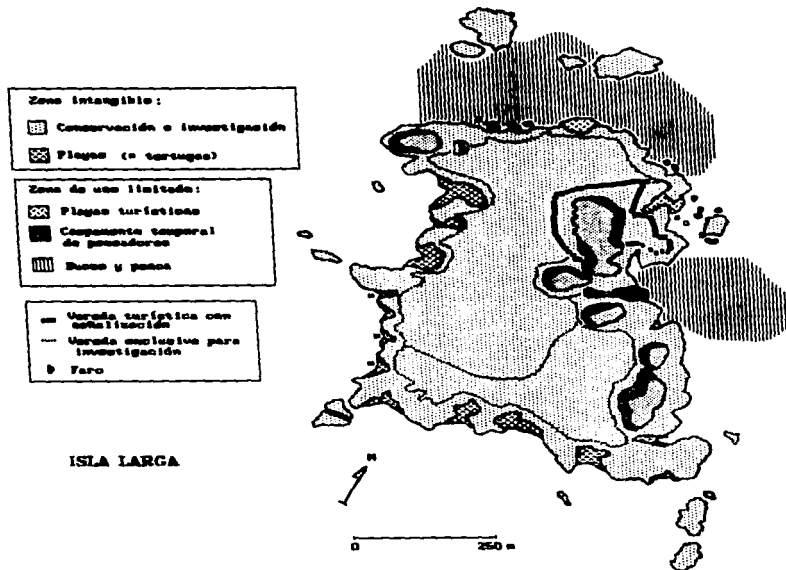 Zona intangible:
Conservación e investigación
Playas (= tortugas)
Zona de uso limitado:
Playas turísticas
Campamento temporal
de pescadores
Buceo y pesca
Vereda turística con
señalización
Vereda exclusiva para
investigación
Faro
ISLA LARGA
N
0 250 m